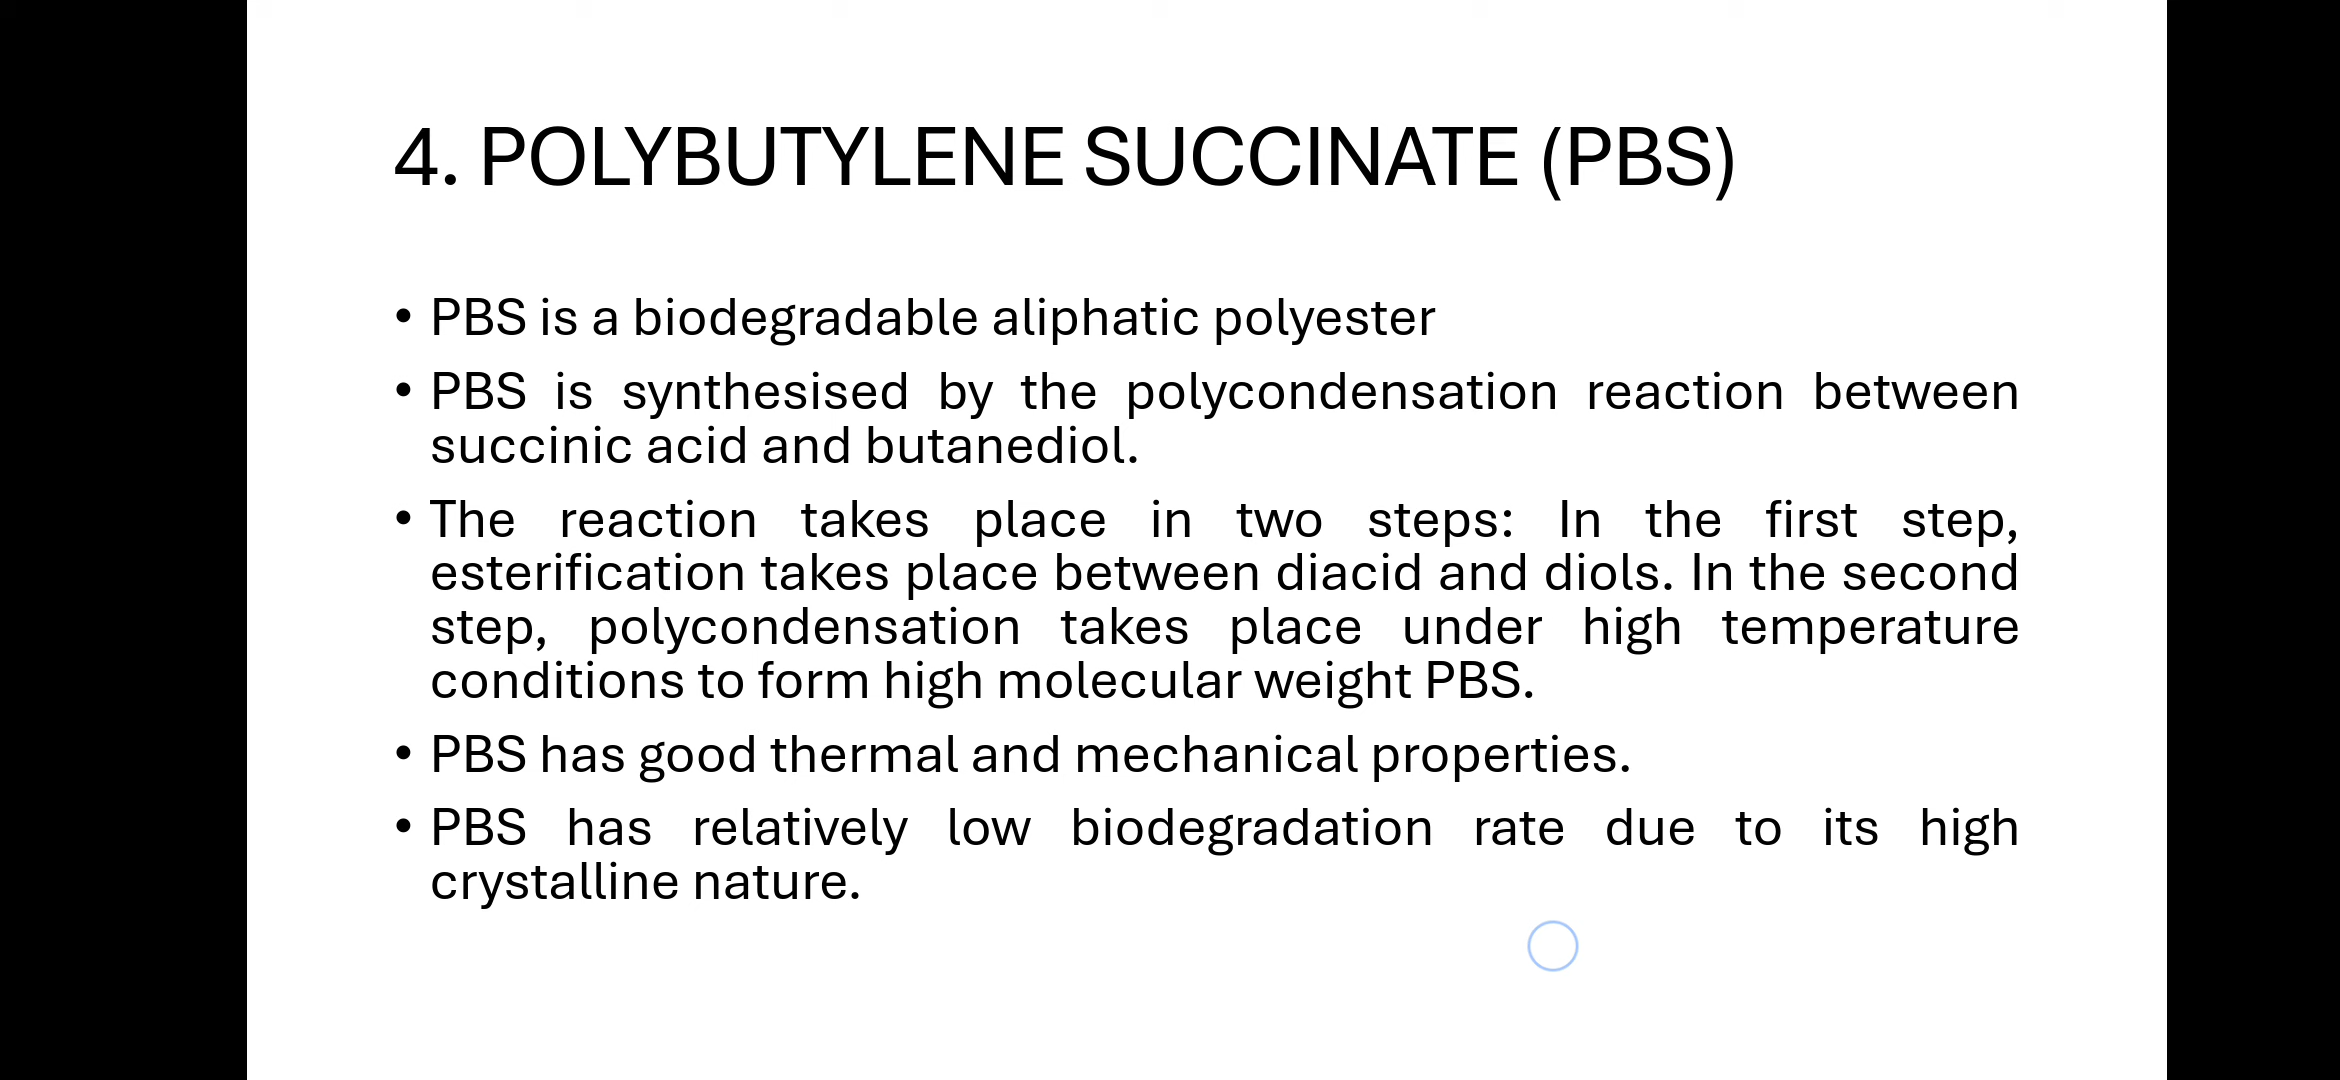 4. POLYBUTYLENE SUCCINATE (PBS)
• PBS is a biodegradable aliphatic polyester
• PBS is synthesised by the polycondensation reaction between
succinic acid and butanediol.
• The reaction takes place in two steps: In the first step,
esterification takes place between diacid and diols. In the second
step, polycondensation takes place under high temperature
conditions to form high molecular weight PBS.
• PBS has good thermal and mechanical properties.
• PBS has relatively low biodegradation rate due to its high
crystalline nature.